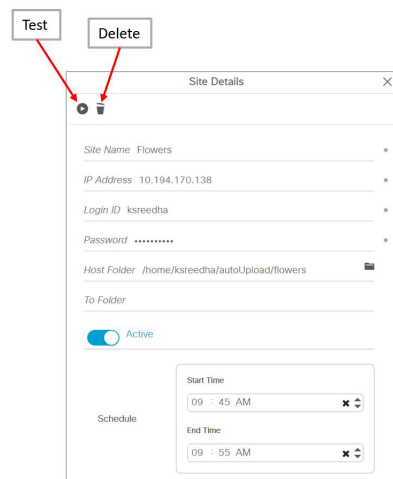 Test
Delete
Site Details
Site Name Flowers
IP Address 10.194.170.138
Login ID ksreedha
Password ••••••••••
Host Folder /home/ksreedha/autoUpload/flowers
To Folder
Active
Schedule
Start Time
09 : 45 AM
End Time
09 : 55 AM